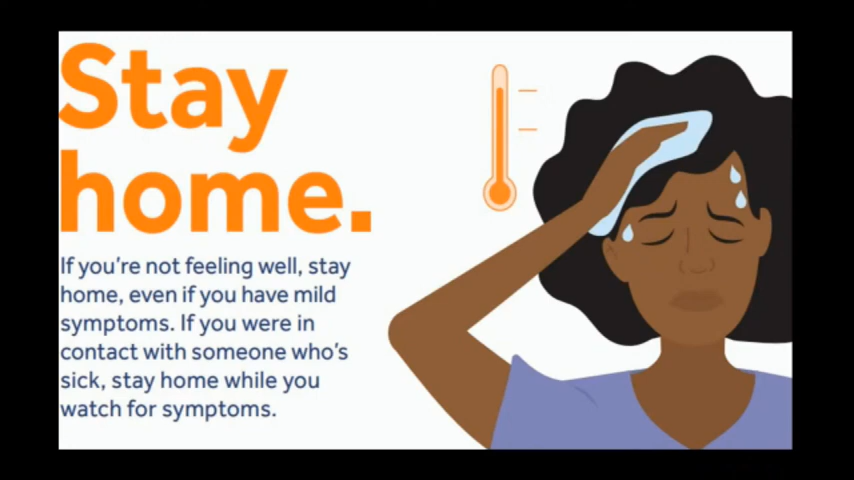 Stay
home.
If you're not feeling well, stay
home, even if you have mild
symptoms. If you were in
contact with someone who's
sick, stay home while you
watch for symptoms.